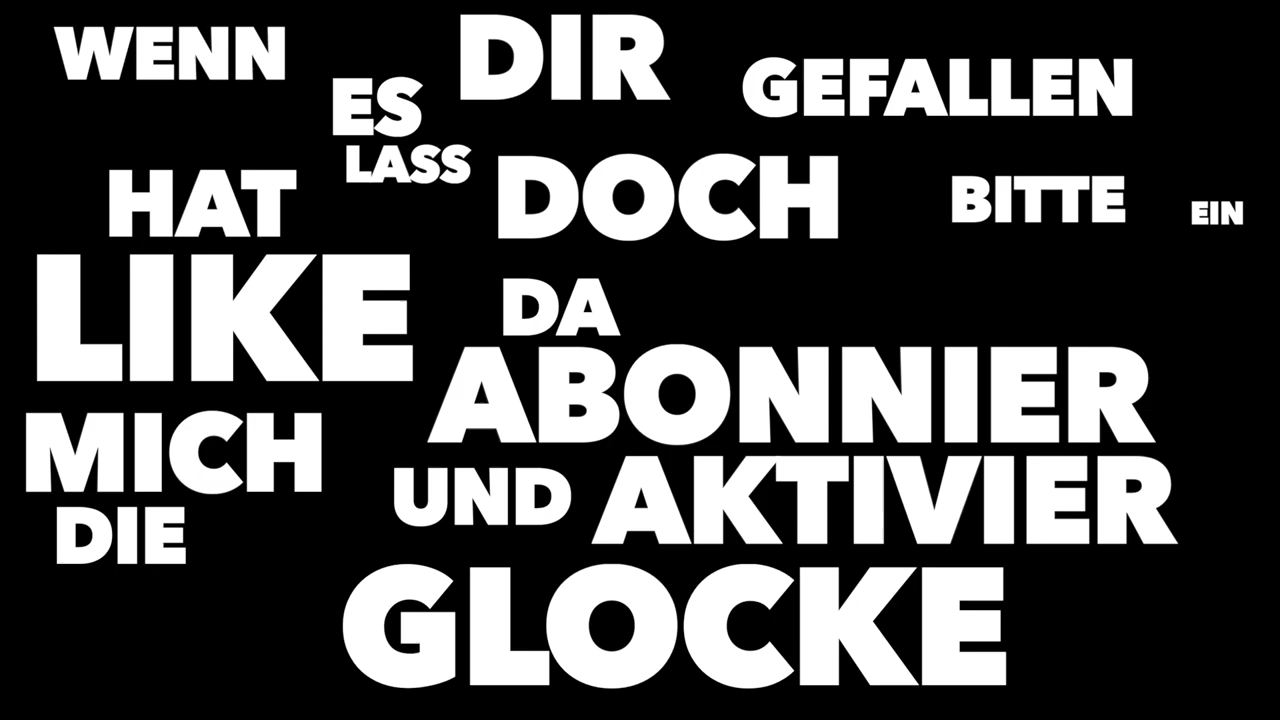 WENN ES DIR GEFALLEN
HAT LASS DOCH BITTE EIN
LIKE DA
MICH ABONNIER
UND AKTIVIER
DIE
GLOCKE